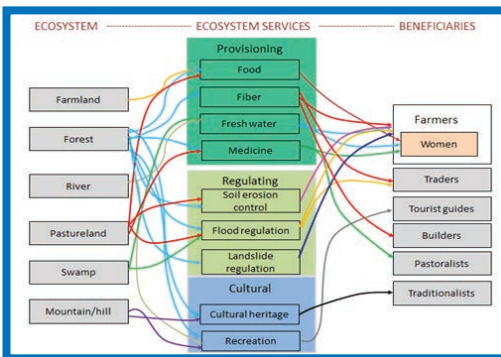 ECOSYSTEM
ECOSYSTEM SERVICES
BENEFICIARIES
Farmland
Forest
River
Pastureland
Swamp
Mountain/hill
Provisioning
Food
Fiber
Fresh water
Medicine
Regulating
Soil erosion
control
Flood regulation
Landslide
regulation
Cultural
Cultural heritage
Recreation
Farmers
Women
Traders
Tourist guides
Builders
Pastoralists
Traditionalists